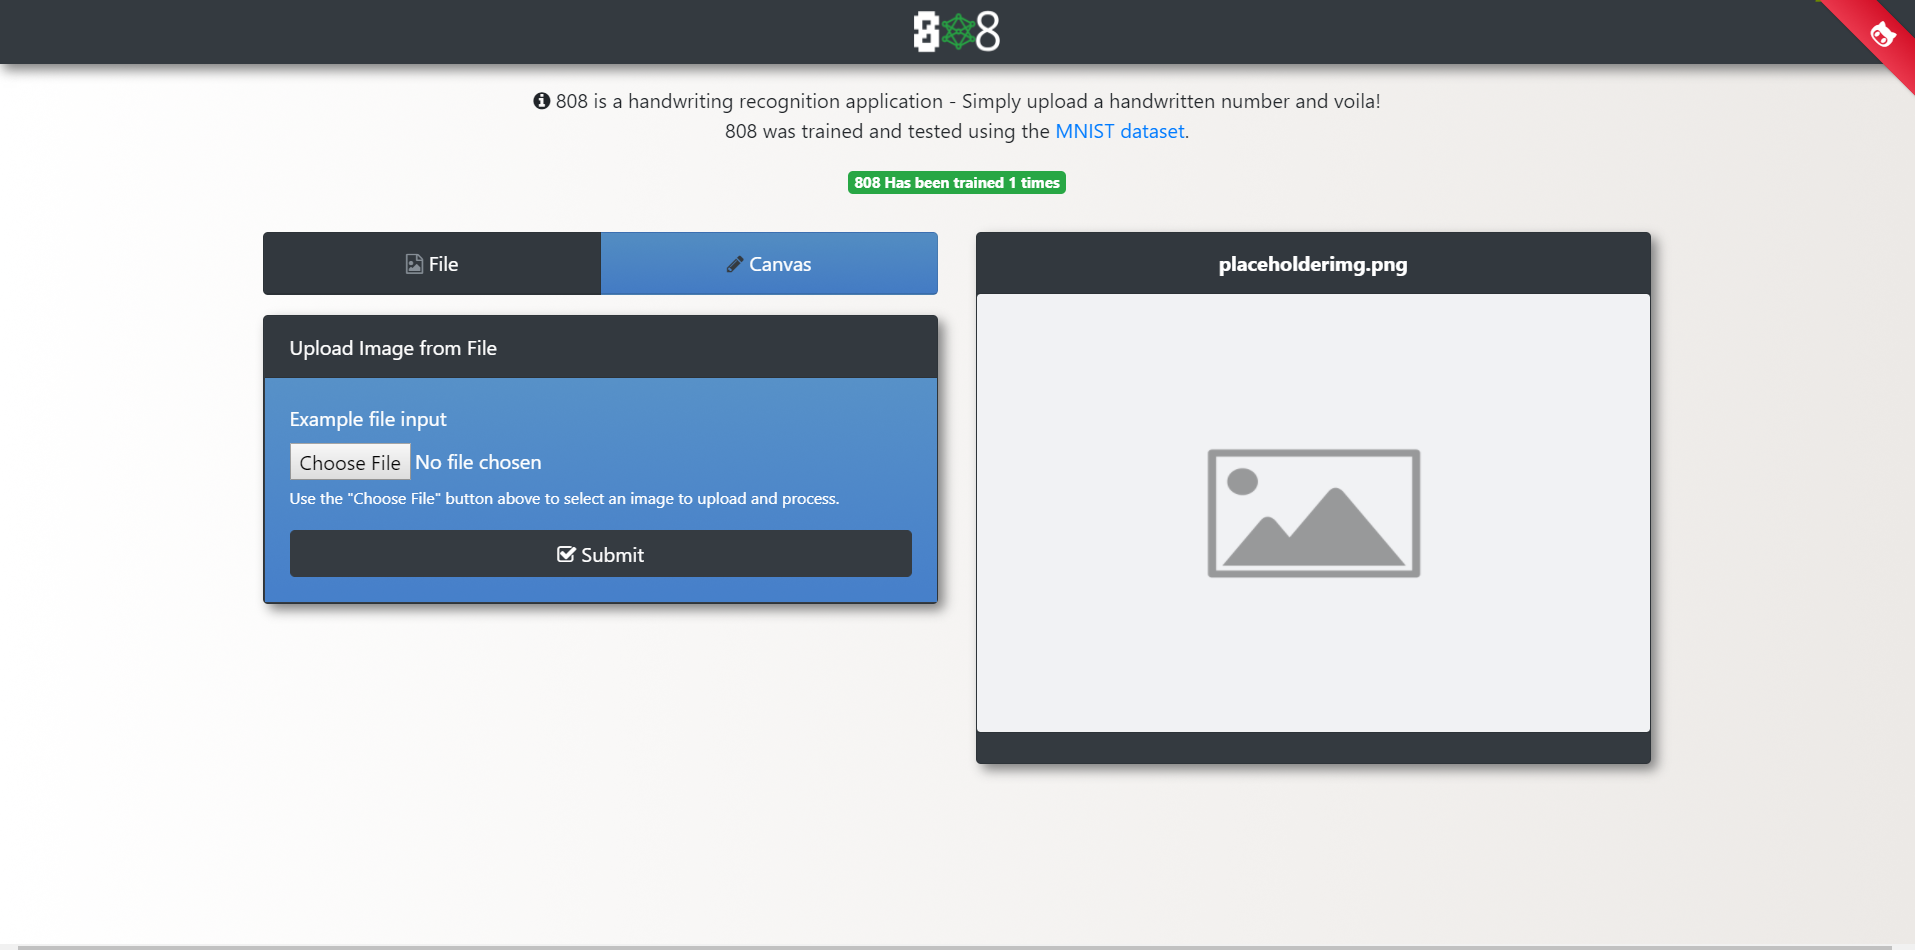 808
808 is a handwriting recognition application - Simply upload a handwritten number and voila!
808 was trained and tested using the MNIST dataset.
808 Has been trained 1 times
File
Canvas
Upload Image from File
Example file input
Choose File No file chosen
Use the "Choose File" button above to select an image to upload and process.
Submit
placeholderimg.png